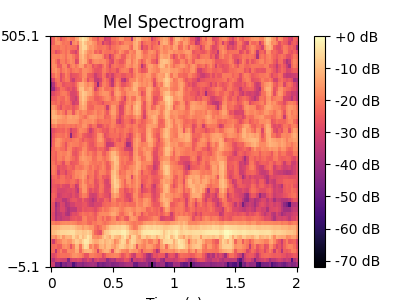 Mel Spectrogram
505.1
−5.1
0
0.5
1
1.5
2
+0 dB
-10 dB
-20 dB
-30 dB
-40 dB
-50 dB
-60 dB
-70 dB